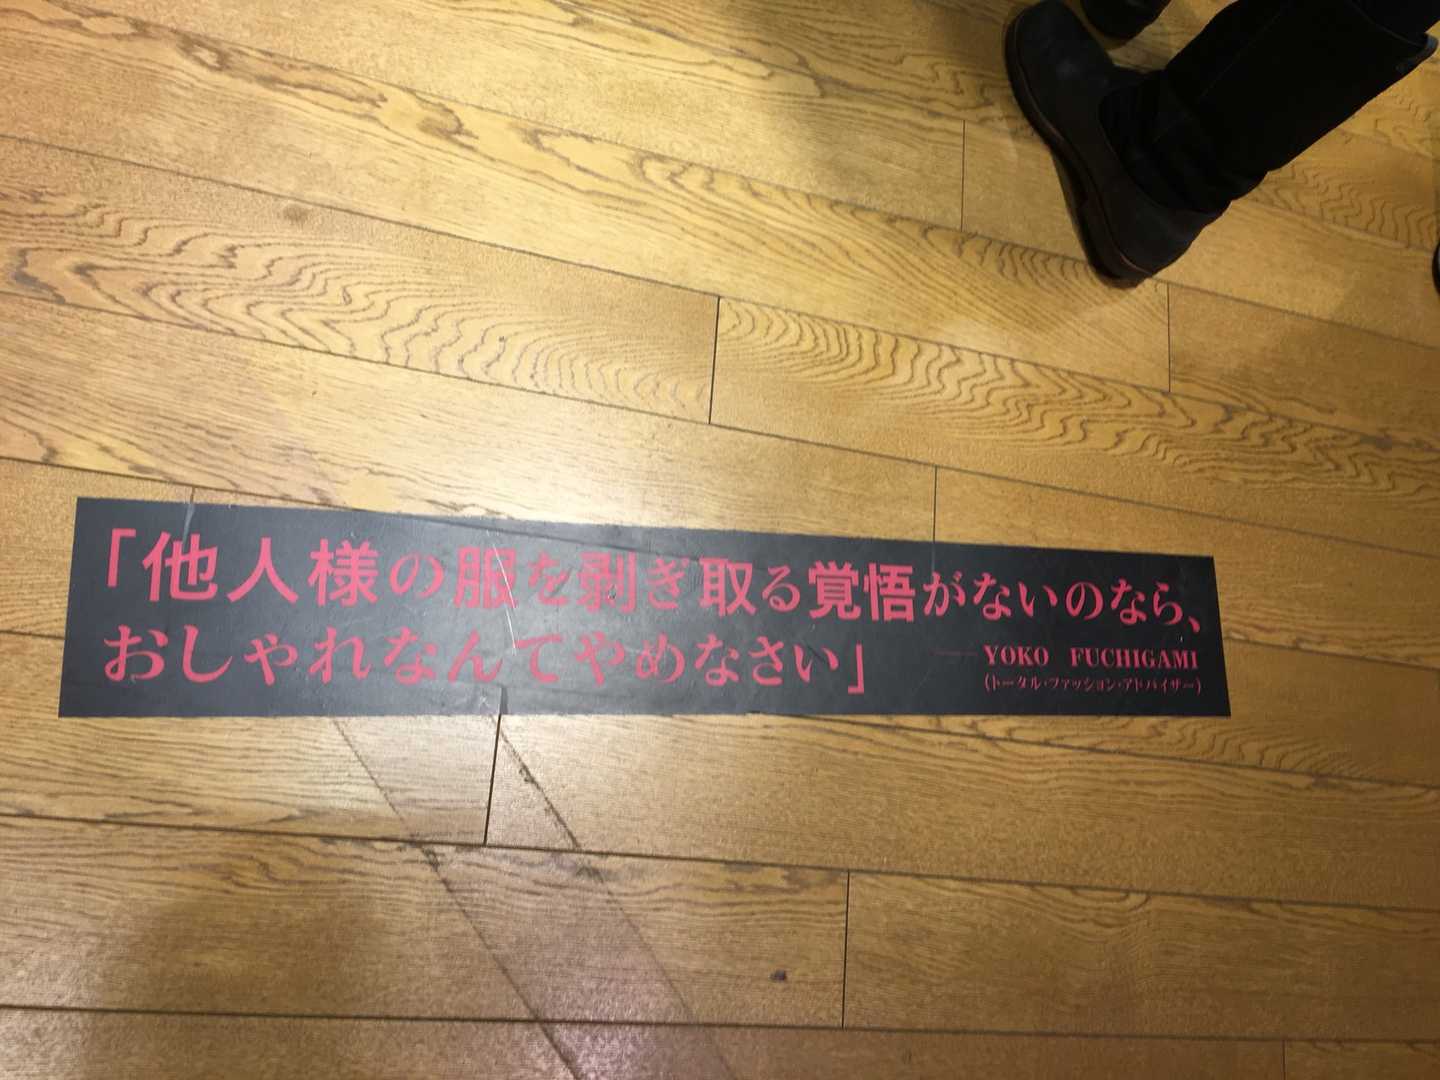 「他人様の服を剥ぎ取る覚悟がないのなら、
おしゃれなんてやめなさい」
YOKO FUCHIGAMI
(トータル・ファッション・アドバイザー)